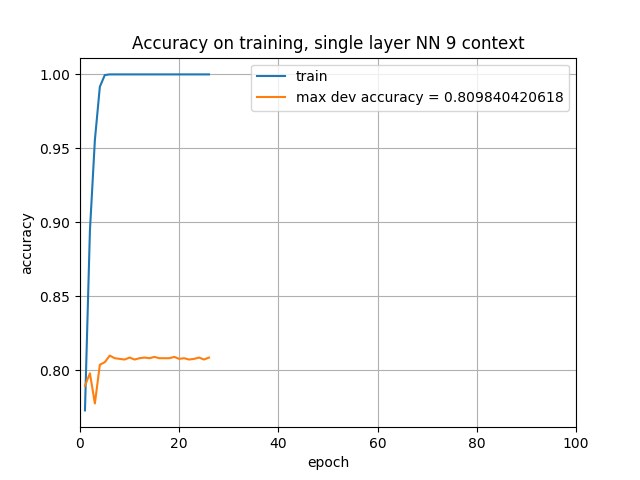 Accuracy on training, single layer NN 9 context
train
max dev accuracy = 0.809840420618
1.00
0.95
0.90
0.85
0.80
accuracy
0 20 40 60 80 100
epoch